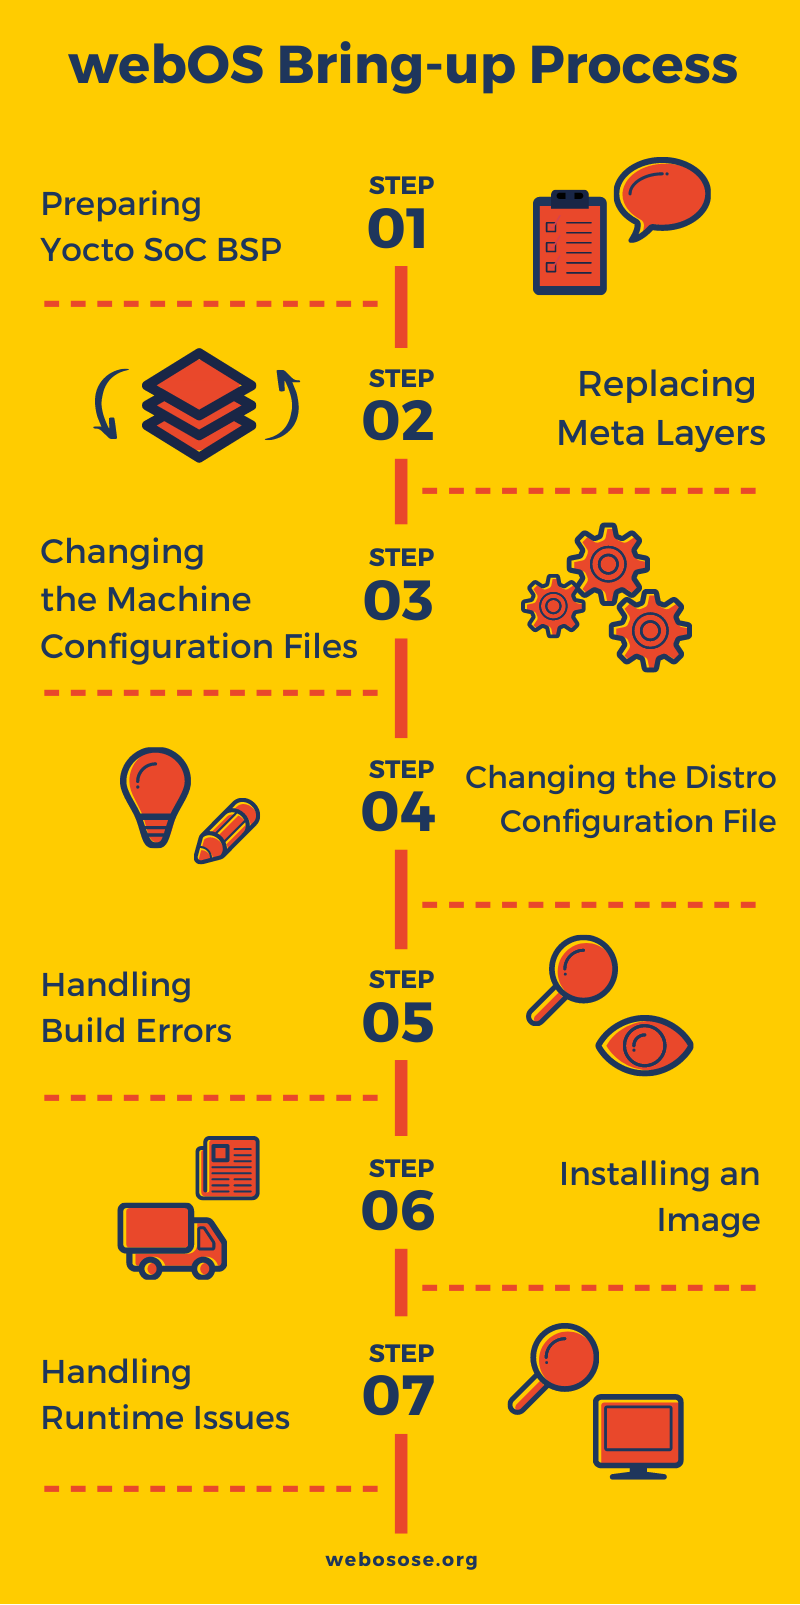 webOS Bring-up Process
STEP
01
Preparing
Yocto SoC BSP
STEP
02
Replacing
Meta Layers
STEP
03
Changing
the Machine
Configuration Files
STEP
04
Changing the Distro
Configuration File
STEP
05
Handling
Build Errors
STEP
06
Installing an
Image
STEP
07
Handling
Runtime Issues
webosose.org